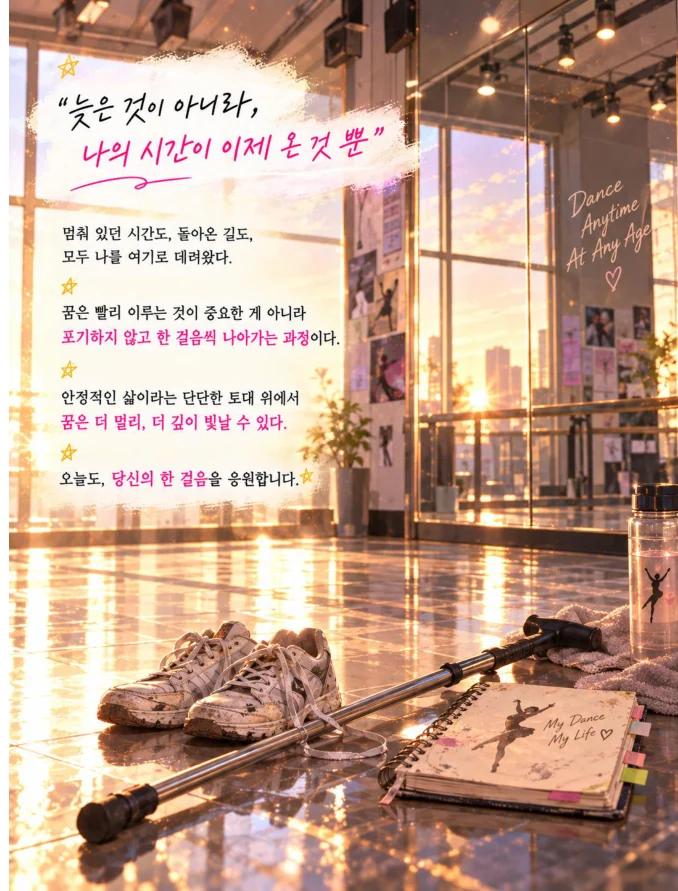 "늦은 것이 아니라,
나의 시간이 이제 온 것 뿐"
멈춰 있던 시간도, 돌아온 길도,
모두 나를 여기로 데려왔다.
꿈은 빨리 이루는 것이 중요한 게 아니라
포기하지 않고 한 걸음씩 나아가는 과정이다.
안정적인 삶이라는 단단한 토대 위에서
꿈은 더 멀리, 더 깊이 빛날 수 있다.
오늘도, 당신의 한 걸음을 응원합니다.
Dance
Anytime
At Any Age
My Dance
My Life